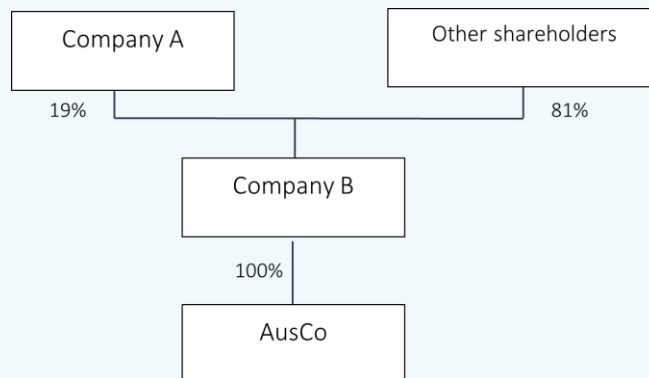 Company A
Other shareholders
19%
81%
Company B
100%
AusCo